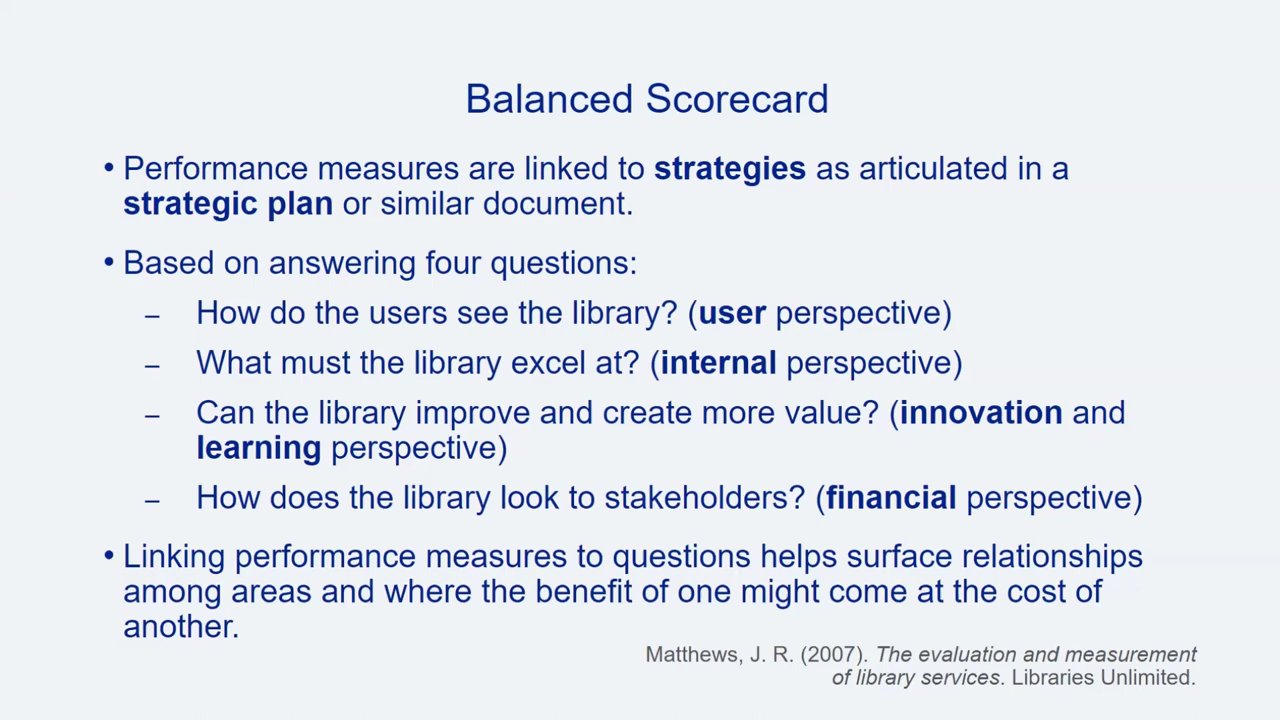 Balanced Scorecard
• Performance measures are linked to strategies as articulated in a
strategic plan or similar document.
• Based on answering four questions:
– How do the users see the library? (user perspective)
– What must the library excel at? (internal perspective)
– Can the library improve and create more value? (innovation and
learning perspective)
– How does the library look to stakeholders? (financial perspective)
• Linking performance measures to questions helps surface relationships
among areas and where the benefit of one might come at the cost of
another.
Matthews, J. R. (2007). The evaluation and measurement
of library services. Libraries Unlimited.